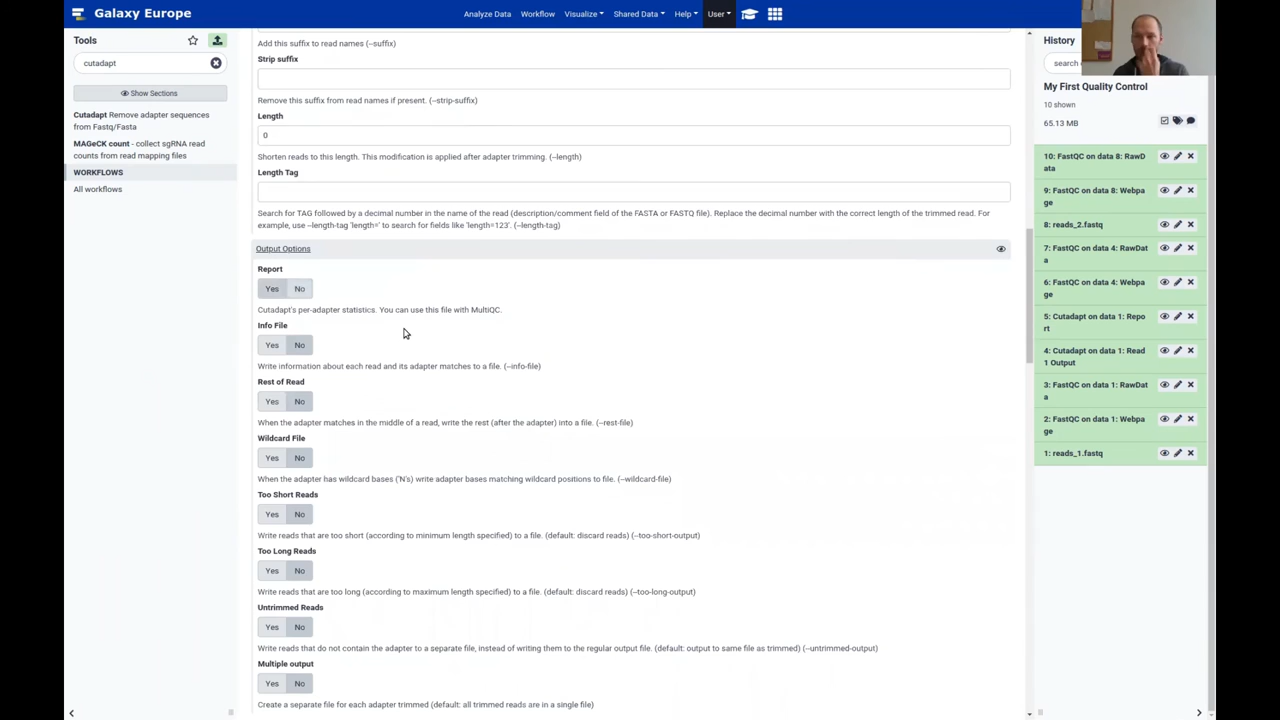 Galaxy Europe
Analyze Data Workflow Visualize Shared Data Help User
Tools
cutadapt
Show Sections
Cutadapt Remove adapter sequences
from Fastq/Fasta
MAGeCK count - collect sgRNA
read counts from read mapping files
WORKFLOWS
All workflows
Add this suffix to read names (--suffix)
Strip suffix
Remove this suffix from read names if present. (--strip-suffix)
Length
0
Shorten reads to this length. This modification is applied after adapter trimming. (--length)
Length Tag
Search for TAG followed by a decimal number in the name of the read (description/comment field of the FASTA or FASTQ file). Replace the decimal number with the correct length of the trimmed read. For
example, use --length-tag 'length=' to search for fields like 'length=123'. (--length-tag)
Output Options
Report
Yes No
Cutadapt's per-adapter statistics. You can use this file with MultiQC.
Info File
Yes No
Write information about each read and its adapter matches to a file. (--info-file)
Rest of Read
Yes No
When the adapter matches in the middle of a read, write the rest (after the adapter) into a file. (--rest-file)
Wildcard File
Yes No
When the adapter has wildcard bases ('N's) write adapter bases matching wildcard positions to file. (--wildcard-file)
Too Short Reads
Yes No
Write reads that are too short (according to minimum length specified) to a file. (default: discard reads) (--too-short-output)
Too Long Reads
Yes No
Write reads that are too long (according to maximum length specified) to a file. (default: discard reads) (--too-long-output)
Untrimmed Reads
Yes No
Write reads that do not contain the adapter to a separate file, instead of writing them to the regular output file. (default: output to same file as trimmed) (--untrimmed-output)
Multiple output
Yes No
Create a separate file for each adapter trimmed (default: all trimmed reads are in a single file)
History
search
My First Quality Control
10 shown
65.13 MB
10: FastQC on data 8: RawD
ata
9: FastQC on data 8: Webpa
ge
8: reads_2.fastq
7: FastQC on data 4: RawDat
a
6: FastQC on data 4: Webpa
ge
5: Cutadapt on data 1: Repo
rt
4: Cutadapt on data 1: Read
1 Output
3: FastQC on data 1: RawDat
a
2: FastQC on data 1: Webpa
ge
1: reads_1.fastq